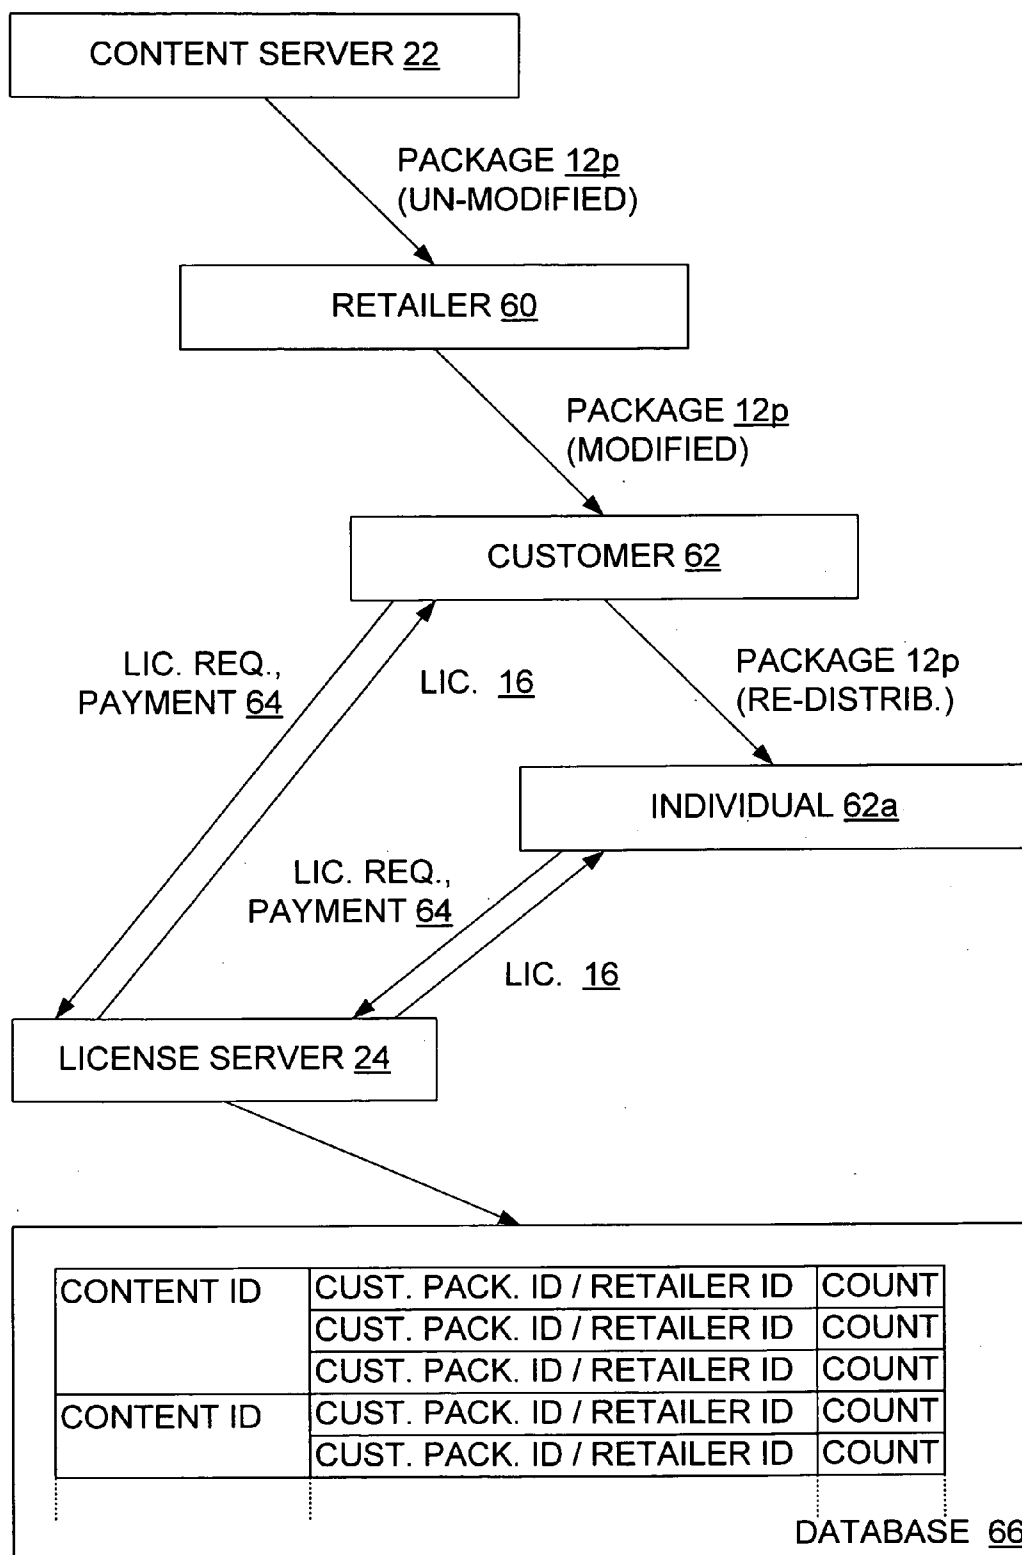 CONTENT SERVER 22
PACKAGE 12p
(UN-MODIFIED)
RETAILER 60
PACKAGE 12p
(MODIFIED)
CUSTOMER 62
LIC. REQ.,
PAYMENT 64
LIC. 16
PACKAGE 12p
(RE-DISTRIB.)
INDIVIDUAL 62a
LIC. REQ.,
PAYMENT 64
LIC. 16
LICENSE SERVER 24
CONTENT ID CUST. PACK. ID / RETAILER ID COUNT
CUST. PACK. ID / RETAILER ID COUNT
CUST. PACK. ID / RETAILER ID COUNT
CONTENT ID CUST. PACK. ID / RETAILER ID COUNT
CUST. PACK. ID / RETAILER ID COUNT
DATABASE 66